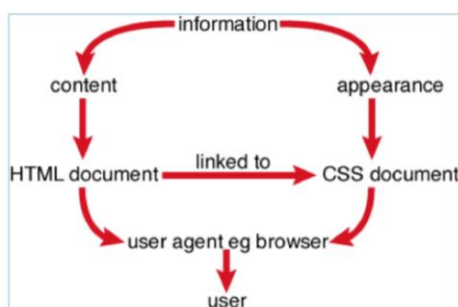 information
content
appearance
linked to
HTML document
CSS document
user agent eg browser
user